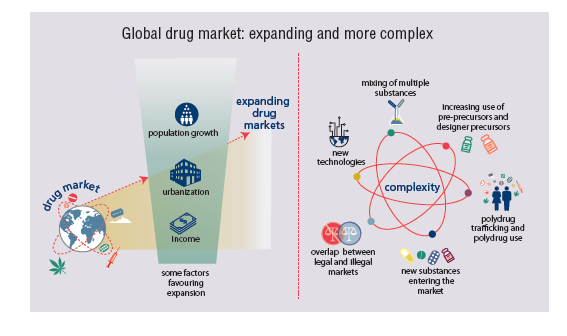 Global drug market: expanding and more complex
drug market
population growth
urbanization
income
some factors
favouring
expansion
expanding
drug
markets
mixing of multiple
substances
increasing use of
pre-precursors and
designer precursors
new
technologies
complexity
polydrug
trafficking and
polydrug use
overlap between
legal and illegal
markets
new substances
entering the
market